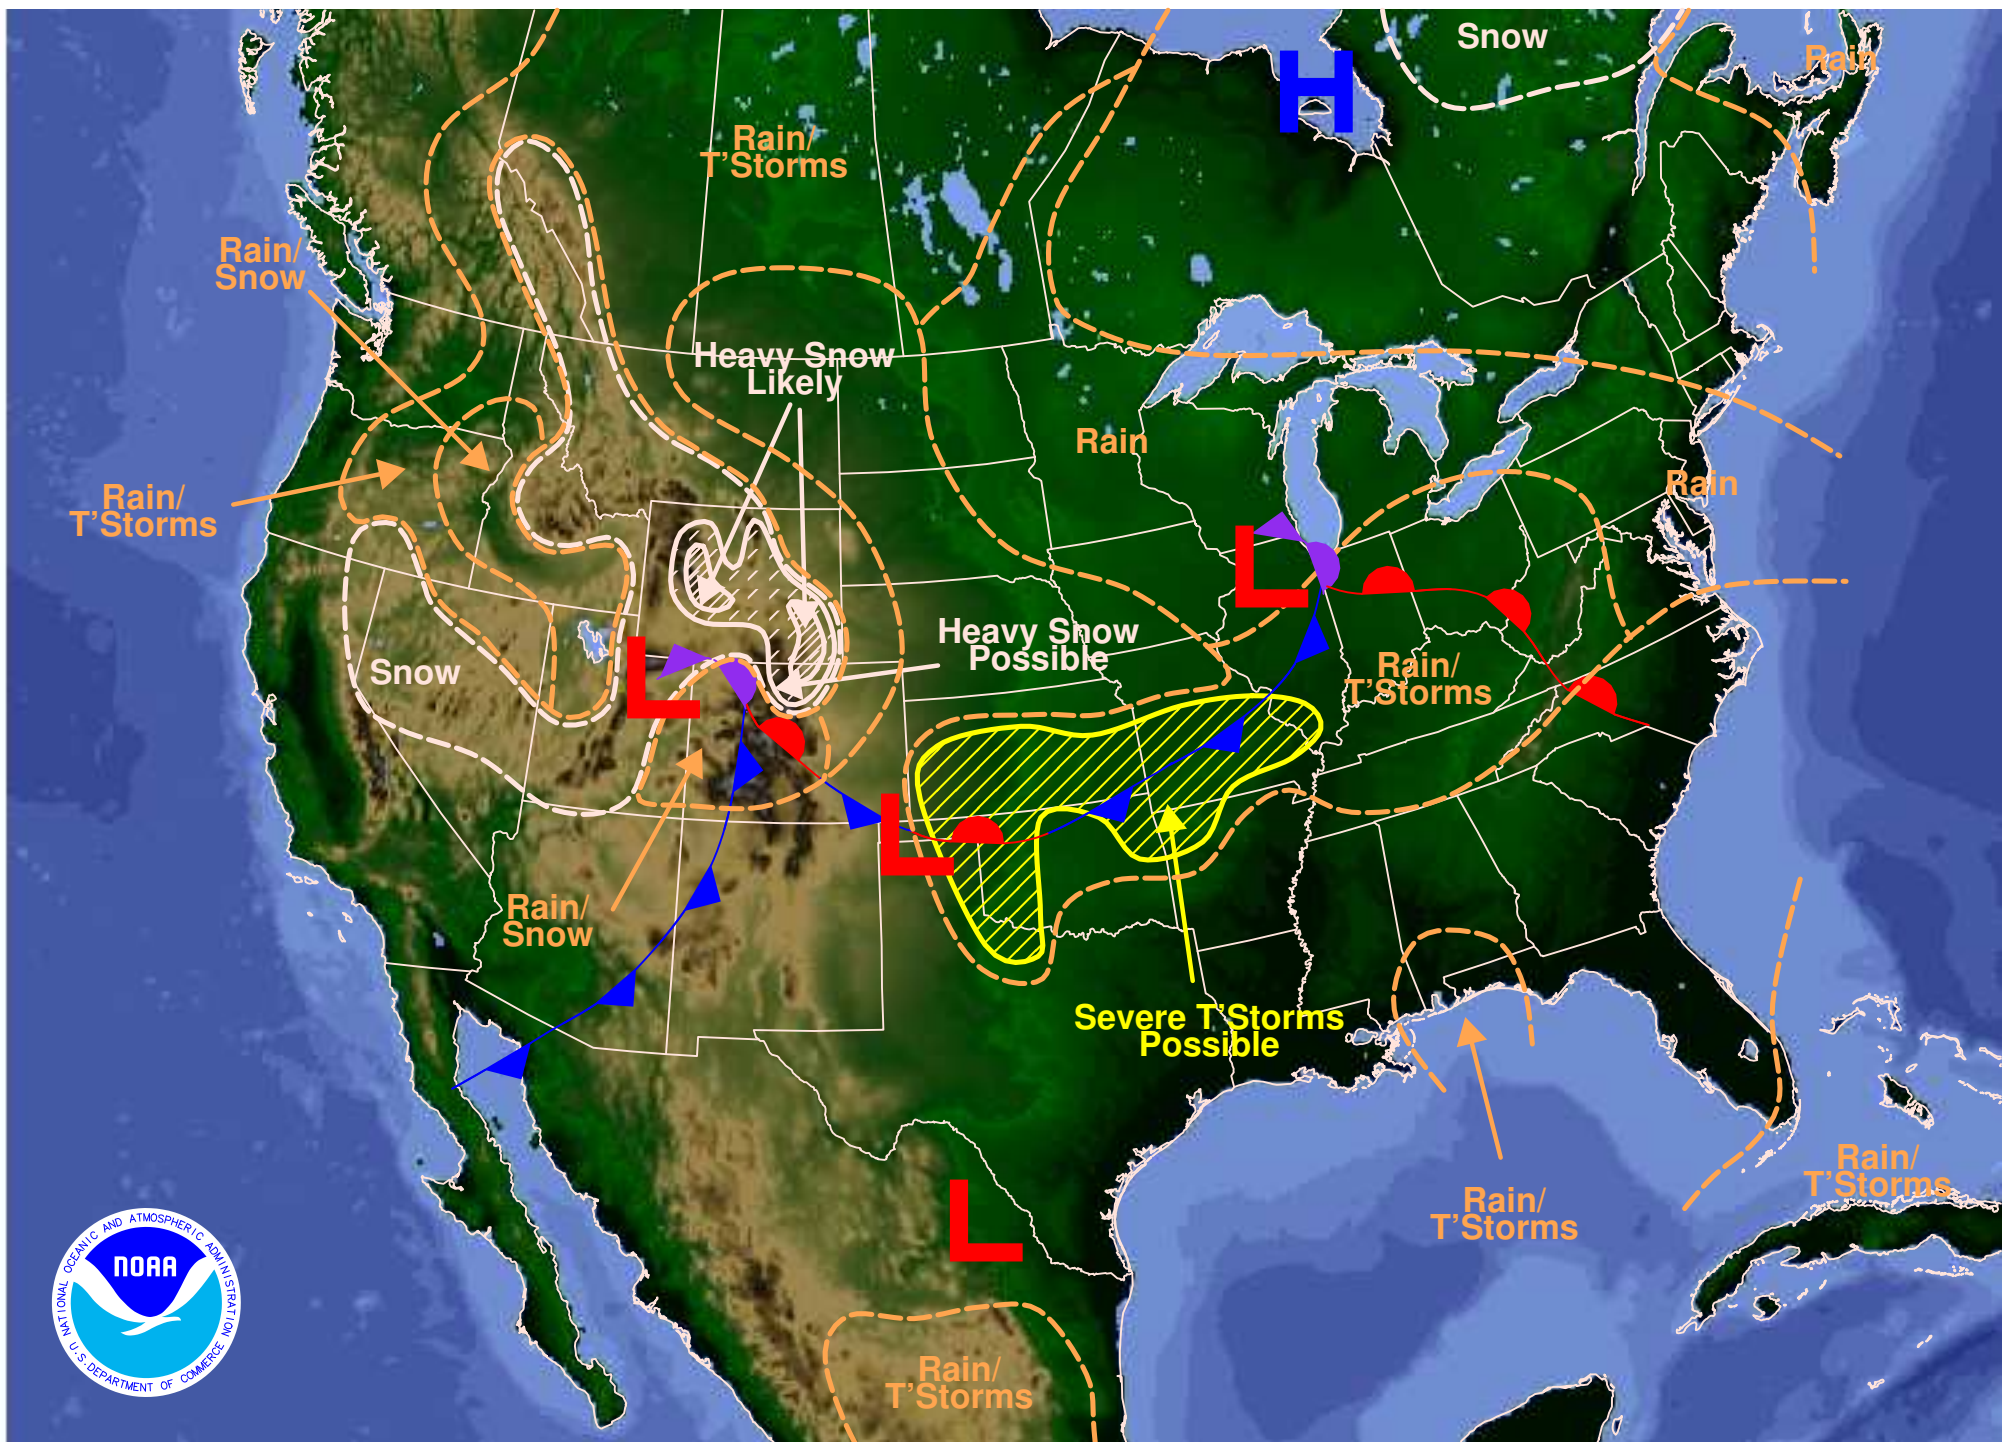 Snow
Rain
H
Rain/
T'Storms
Rain/
Snow
Heavy Snow
Likely
Rain
Rain
Rain/
T'Storms
L
Heavy Snow
Possible
Snow
L
Rain/
T'Storms
L
Rain/
Snow
Severe T'Storms
Possible
Rain/
T'Storms
Rain/
T'Storms
L
Rain/
T'Storms
NATIONAL OCEANIC AND ATMOSPHERIC ADMINISTRATION
NOAA
U.S. DEPARTMENT OF COMMERCE